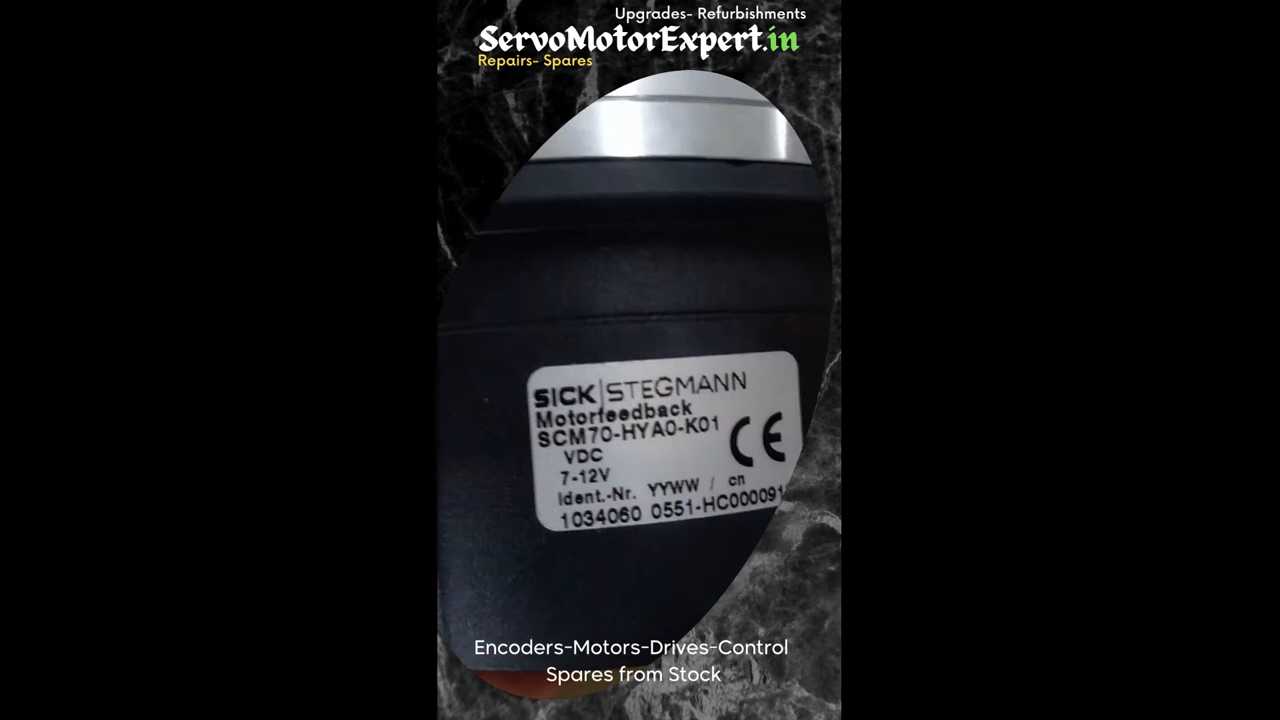 Upgrades- Refurbishments
ServoMotorExpert.in
Repairs- Spares
SICK|STEGMANN
Motorfeedback
SCM70-HYA0-K01
VDC
7-12V
CE
Ident.-Nr. YYWW / cn
1034060 0551-HC000091
Encoders-Motors-Drives-Control
Spares from Stock